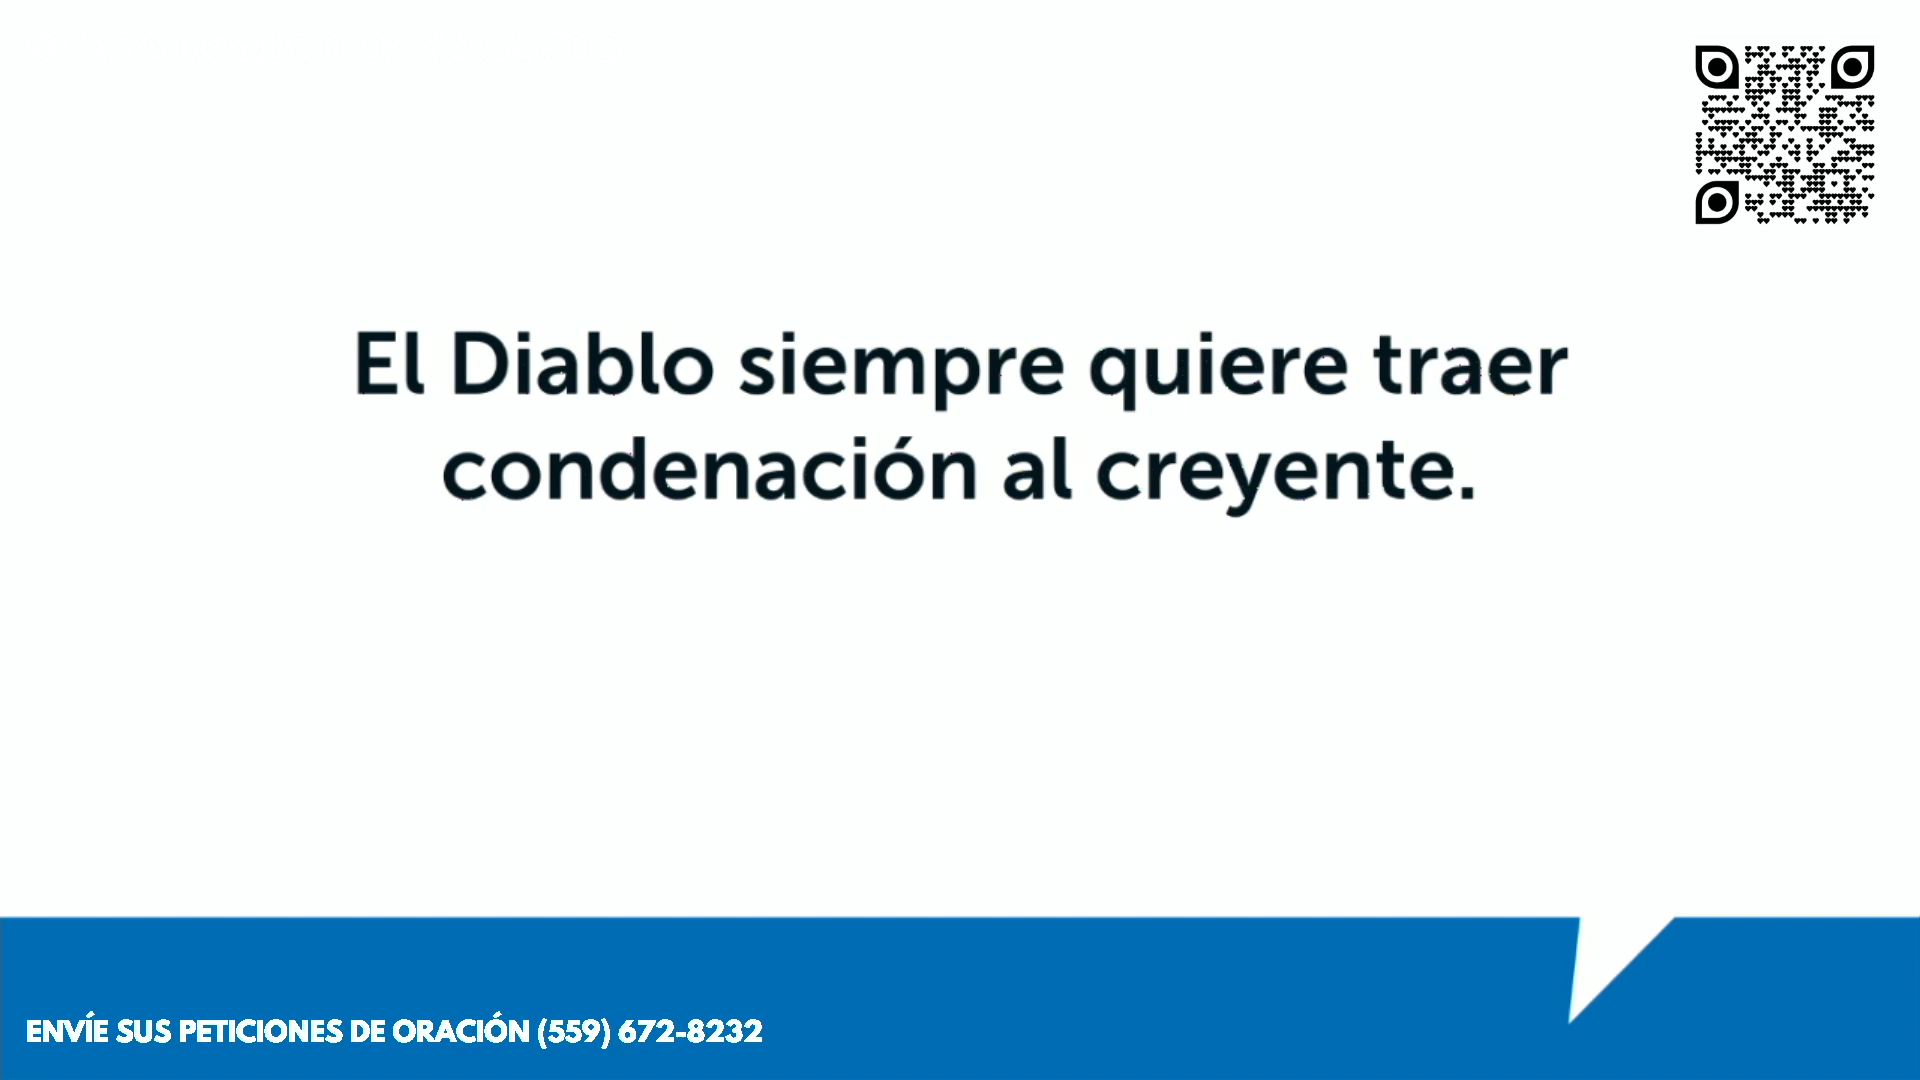 El Diablo siempre quiere traer
condenación al creyente.
ENVÍE SUS PETICIONES DE ORACIÓN (559) 672-8232